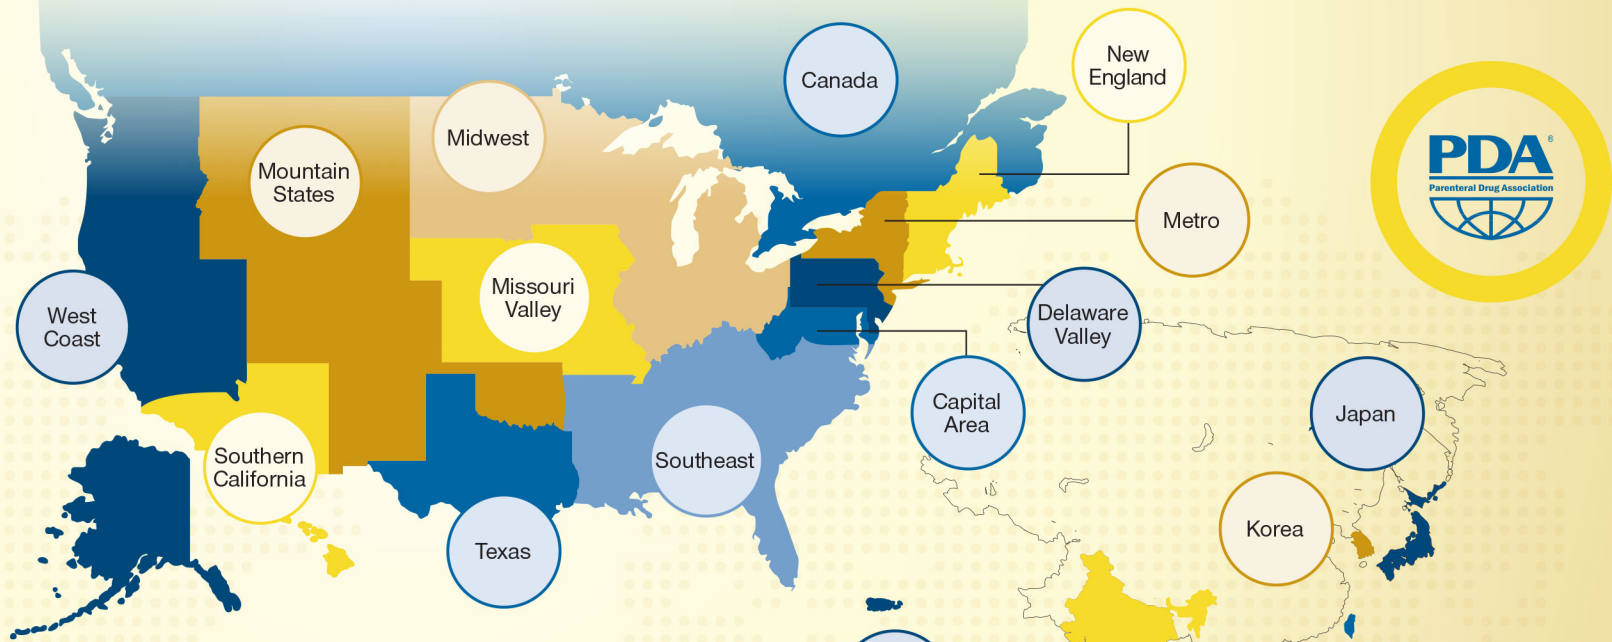 Canada
New
England
Midwest
Mountain
States
PDA®
Parenteral Drug Association
Metro
Missouri
Valley
West
Coast
Delaware
Valley
Capital
Area
Japan
Southern
California
Southeast
Korea
Texas